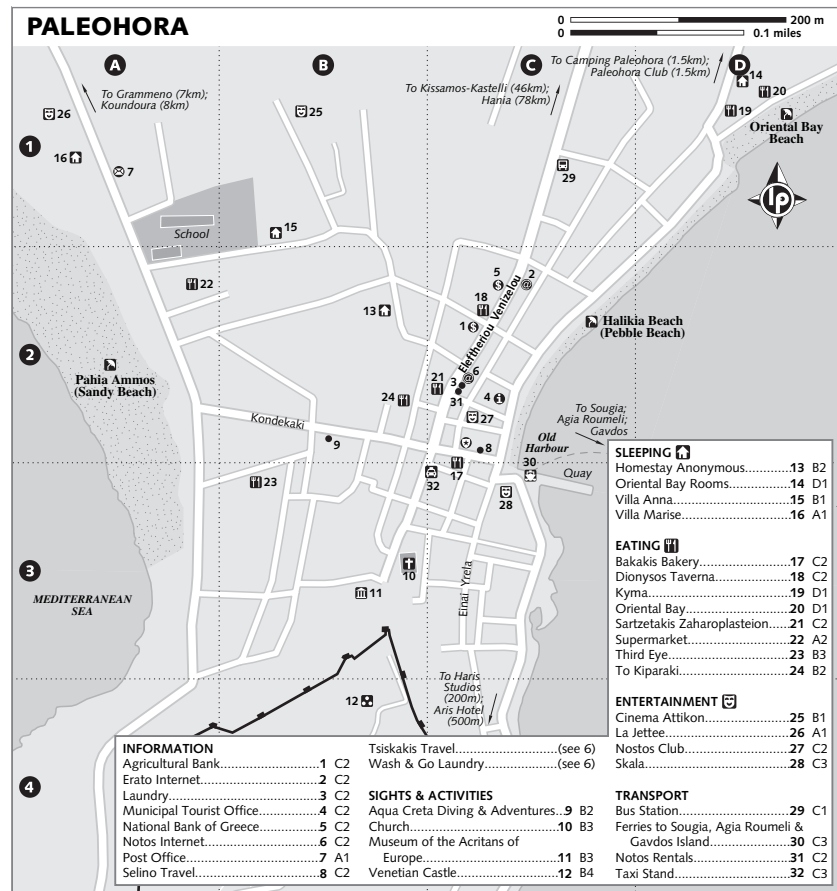 PALEOHORA
0 200 m
0 0.1 miles
A
B
C
D
To Grammeno (7km);
Koundoura (8km)
To Kissamos-Kastelli (46km);
Hania (78km)
To Camping Paleohora (1.5km);
Paleohora Club (1.5km)
14
20
19
Oriental Bay
Beach
26
25
1
16
7
29
lp
School
15
22
5
2
18
13
1
Eleftheriou Venizelou
Halikia Beach
(Pebble Beach)
2
Pahia Ammos
(Sandy Beach)
21
6
3
31
24
4
27
Kondekaki
9
8
To Sougia;
Agia Roumeli;
Gavdos
Old
Harbour
30
Quay
17
32
23
28
3
MEDITERRANEAN
SEA
10
11
Einai Yrela
To Haris
Studios
(200m);
Aris Hotel
(500m)
12
4
SLEEPING
Homestay Anonymous..............13 B2
Oriental Bay Rooms.................14 D1
Villa Anna................................15 B1
Villa Marise..............................16 A1
EATING
Bakakis Bakery.........................17 C2
Dionysos Taverna.....................18 C2
Kyma.......................................19 D1
Oriental Bay.............................20 D1
Sartzetakis Zaharoplasteion......21 C2
Supermarket............................22 A2
Third Eye.................................23 B3
To Kiparaki...............................24 B2
ENTERTAINMENT
Cinema Attikon........................25 B1
La Jettee..................................26 A1
Nostos Club.............................27 C2
Skala........................................28 C3
TRANSPORT
Bus Station...............................29 C1
Ferries to Sougia, Agia Roumeli &
Gavdos Island.......................30 C3
Notos Rentals..........................31 C2
Taxi Stand................................32 C3
INFORMATION
Agricultural Bank.......................1 C2
Erato Internet............................2 C2
Laundry.....................................3 C2
Municipal Tourist Office.............4 C2
National Bank of Greece............5 C2
Notos Internet...........................6 C2
Post Office.................................7 A1
Selino Travel..............................8 C2
Tsiskakis Travel...................(see 6)
Wash & Go Laundry............(see 6)
SIGHTS & ACTIVITIES
Aqua Creta Diving & Adventures...9 B2
Church....................................10 B3
Museum of the Acritans of
Europe..................................11 B3
Venetian Castle........................12 B4